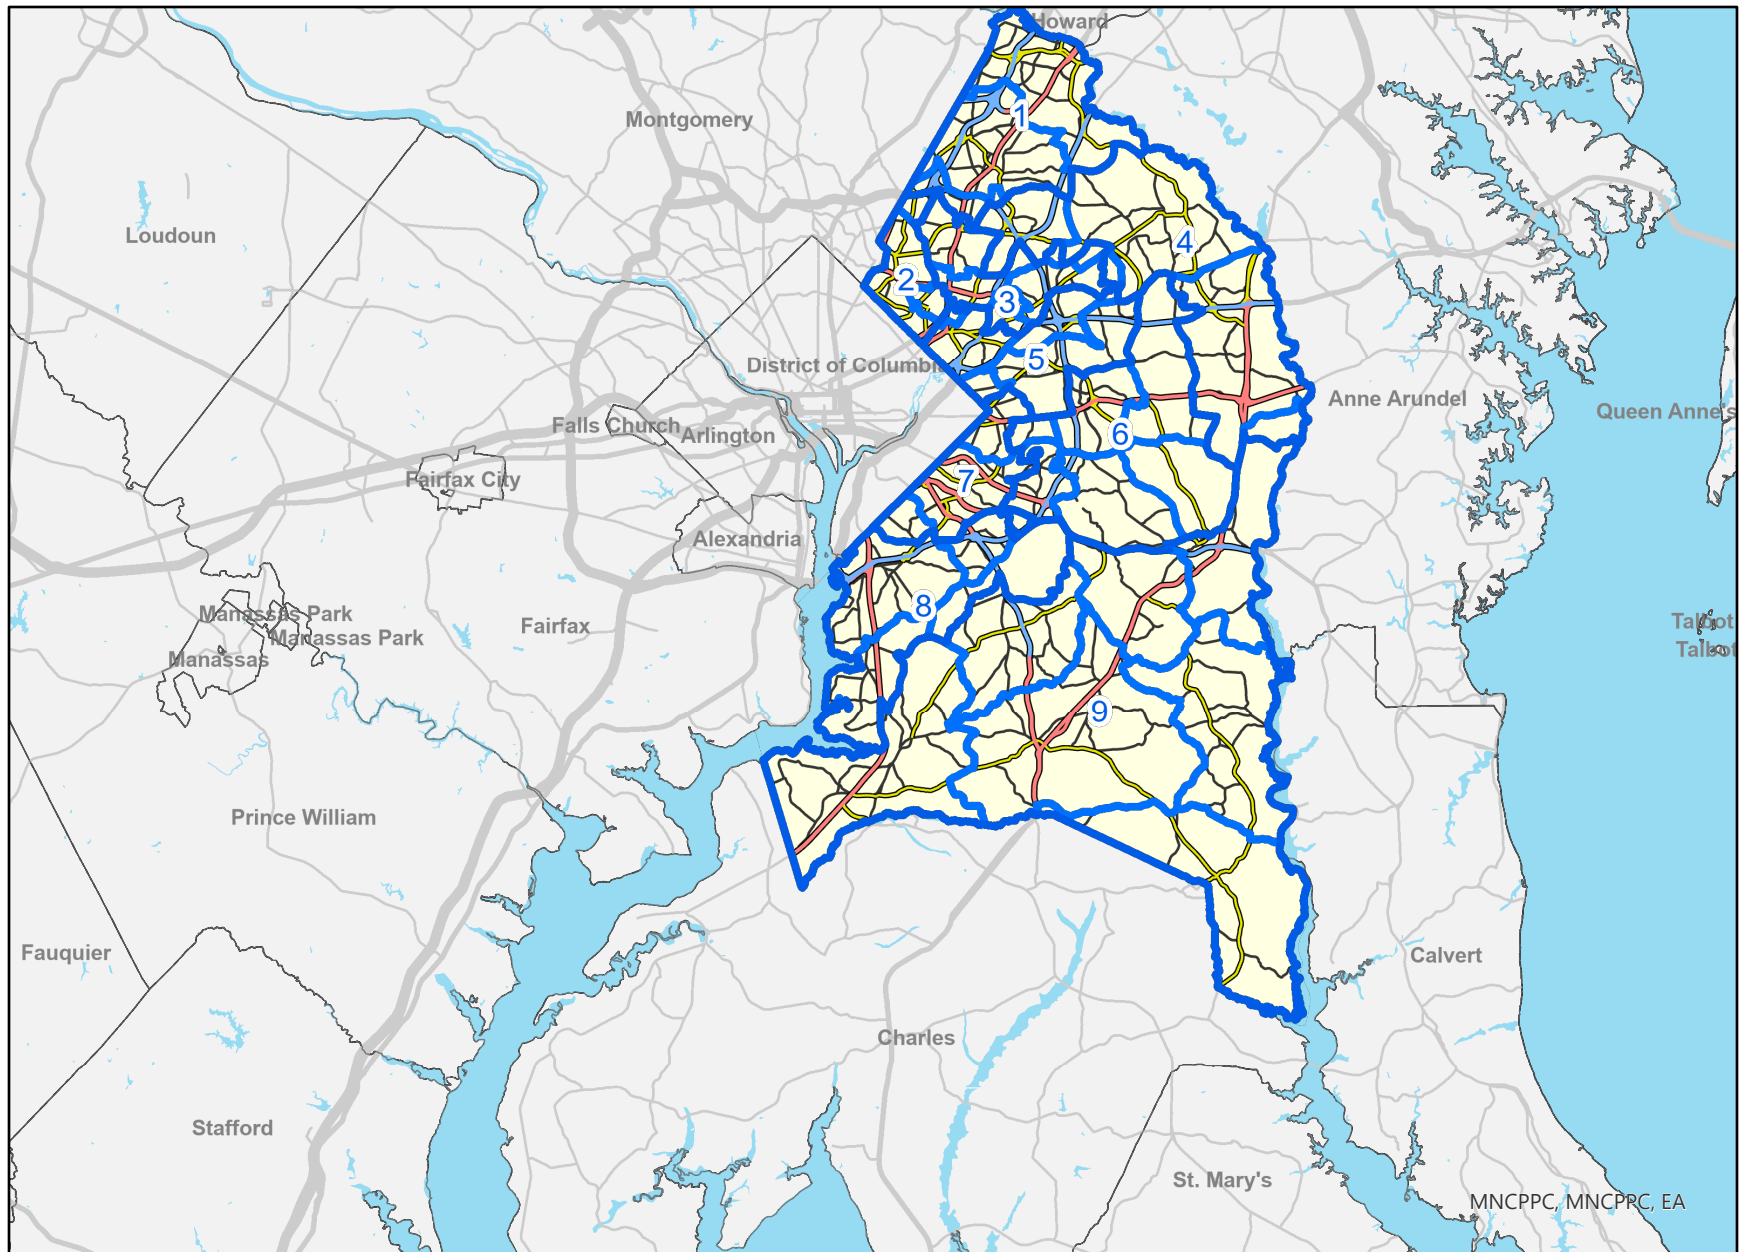 Howard
1
Montgomery
Loudoun
4
2
3
5
District of Columbi
Anne Arundel
Queen Anne's
Falls Church
Arlington
6
Fairfax City
7
Alexandria
8
Manassas Park
Fairfax
Manassas Park
Manassas
Talbot
Talbot
9
Prince William
Fauquier
Calvert
Charles
Stafford
St. Mary's
MNCPPC, MNCPPC, EA